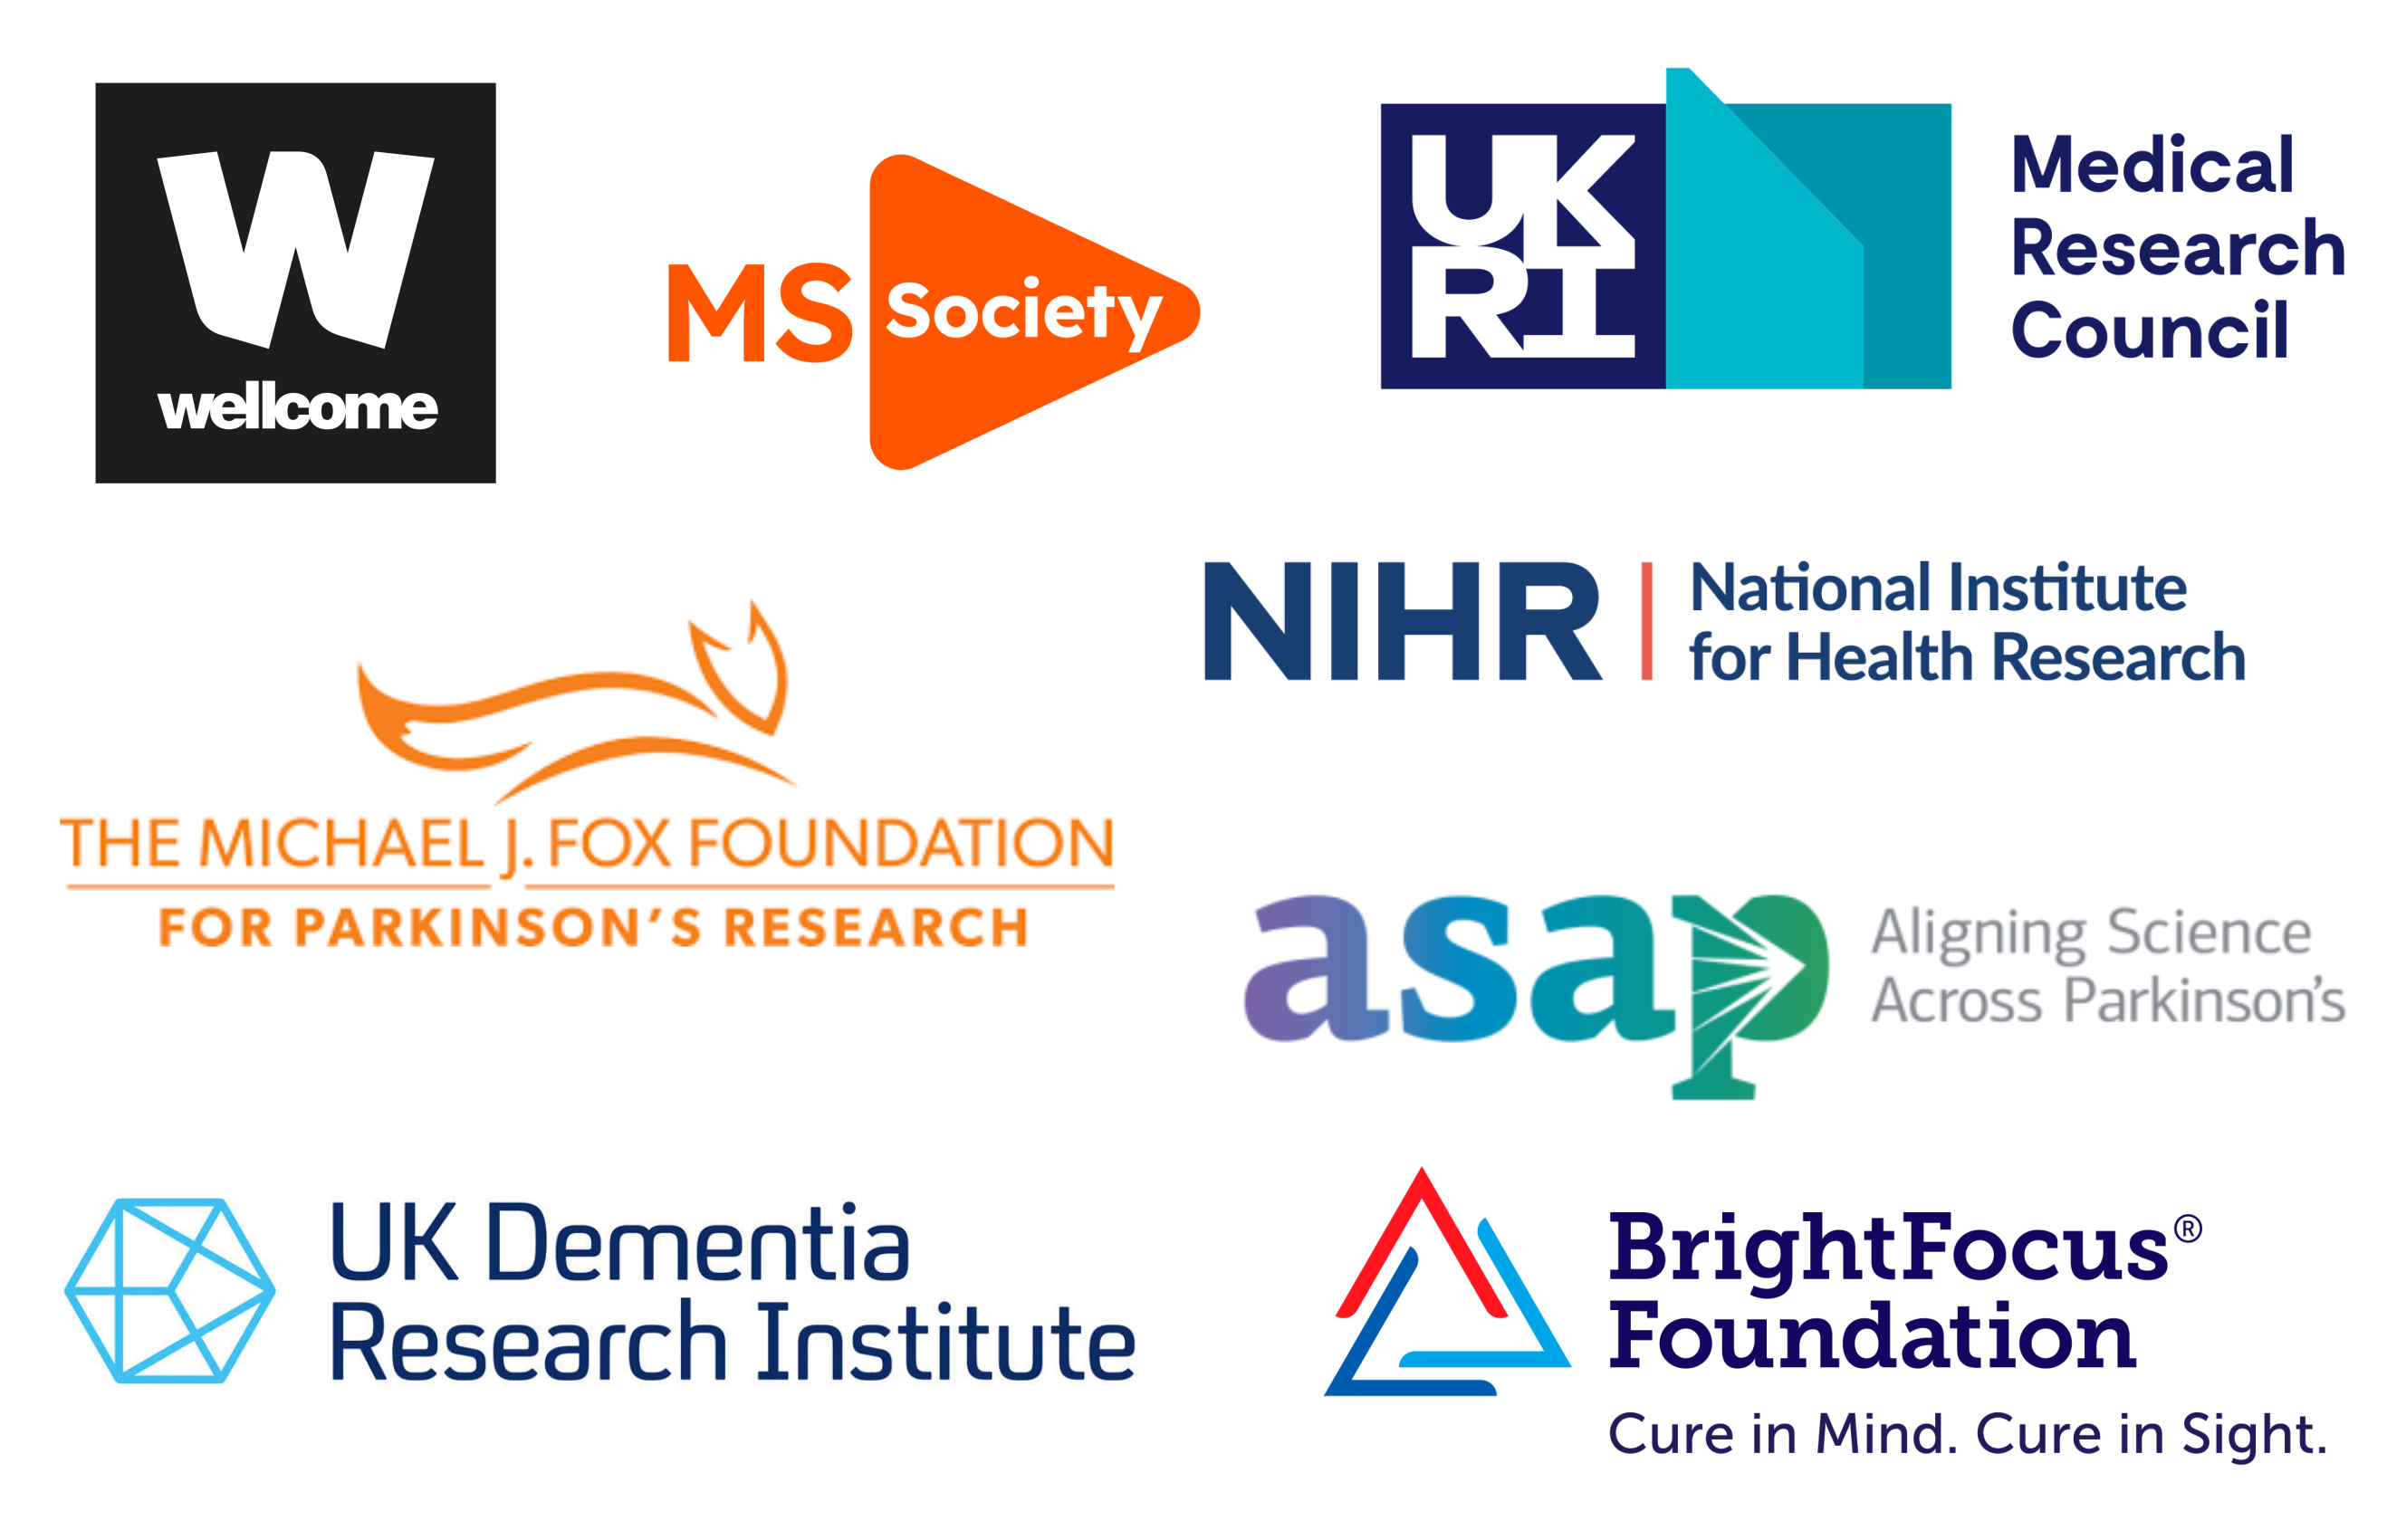 W
wellcome
MS Society
UK
RI
Medical
Research
Council
NIHR
National Institute
for Health Research
THE MICHAEL J. FOX FOUNDATION
FOR PARKINSON'S RESEARCH
asap
Aligning Science
Across Parkinson's
UK Dementia
Research Institute
BrightFocus®
Foundation
Cure in Mind. Cure in Sight.